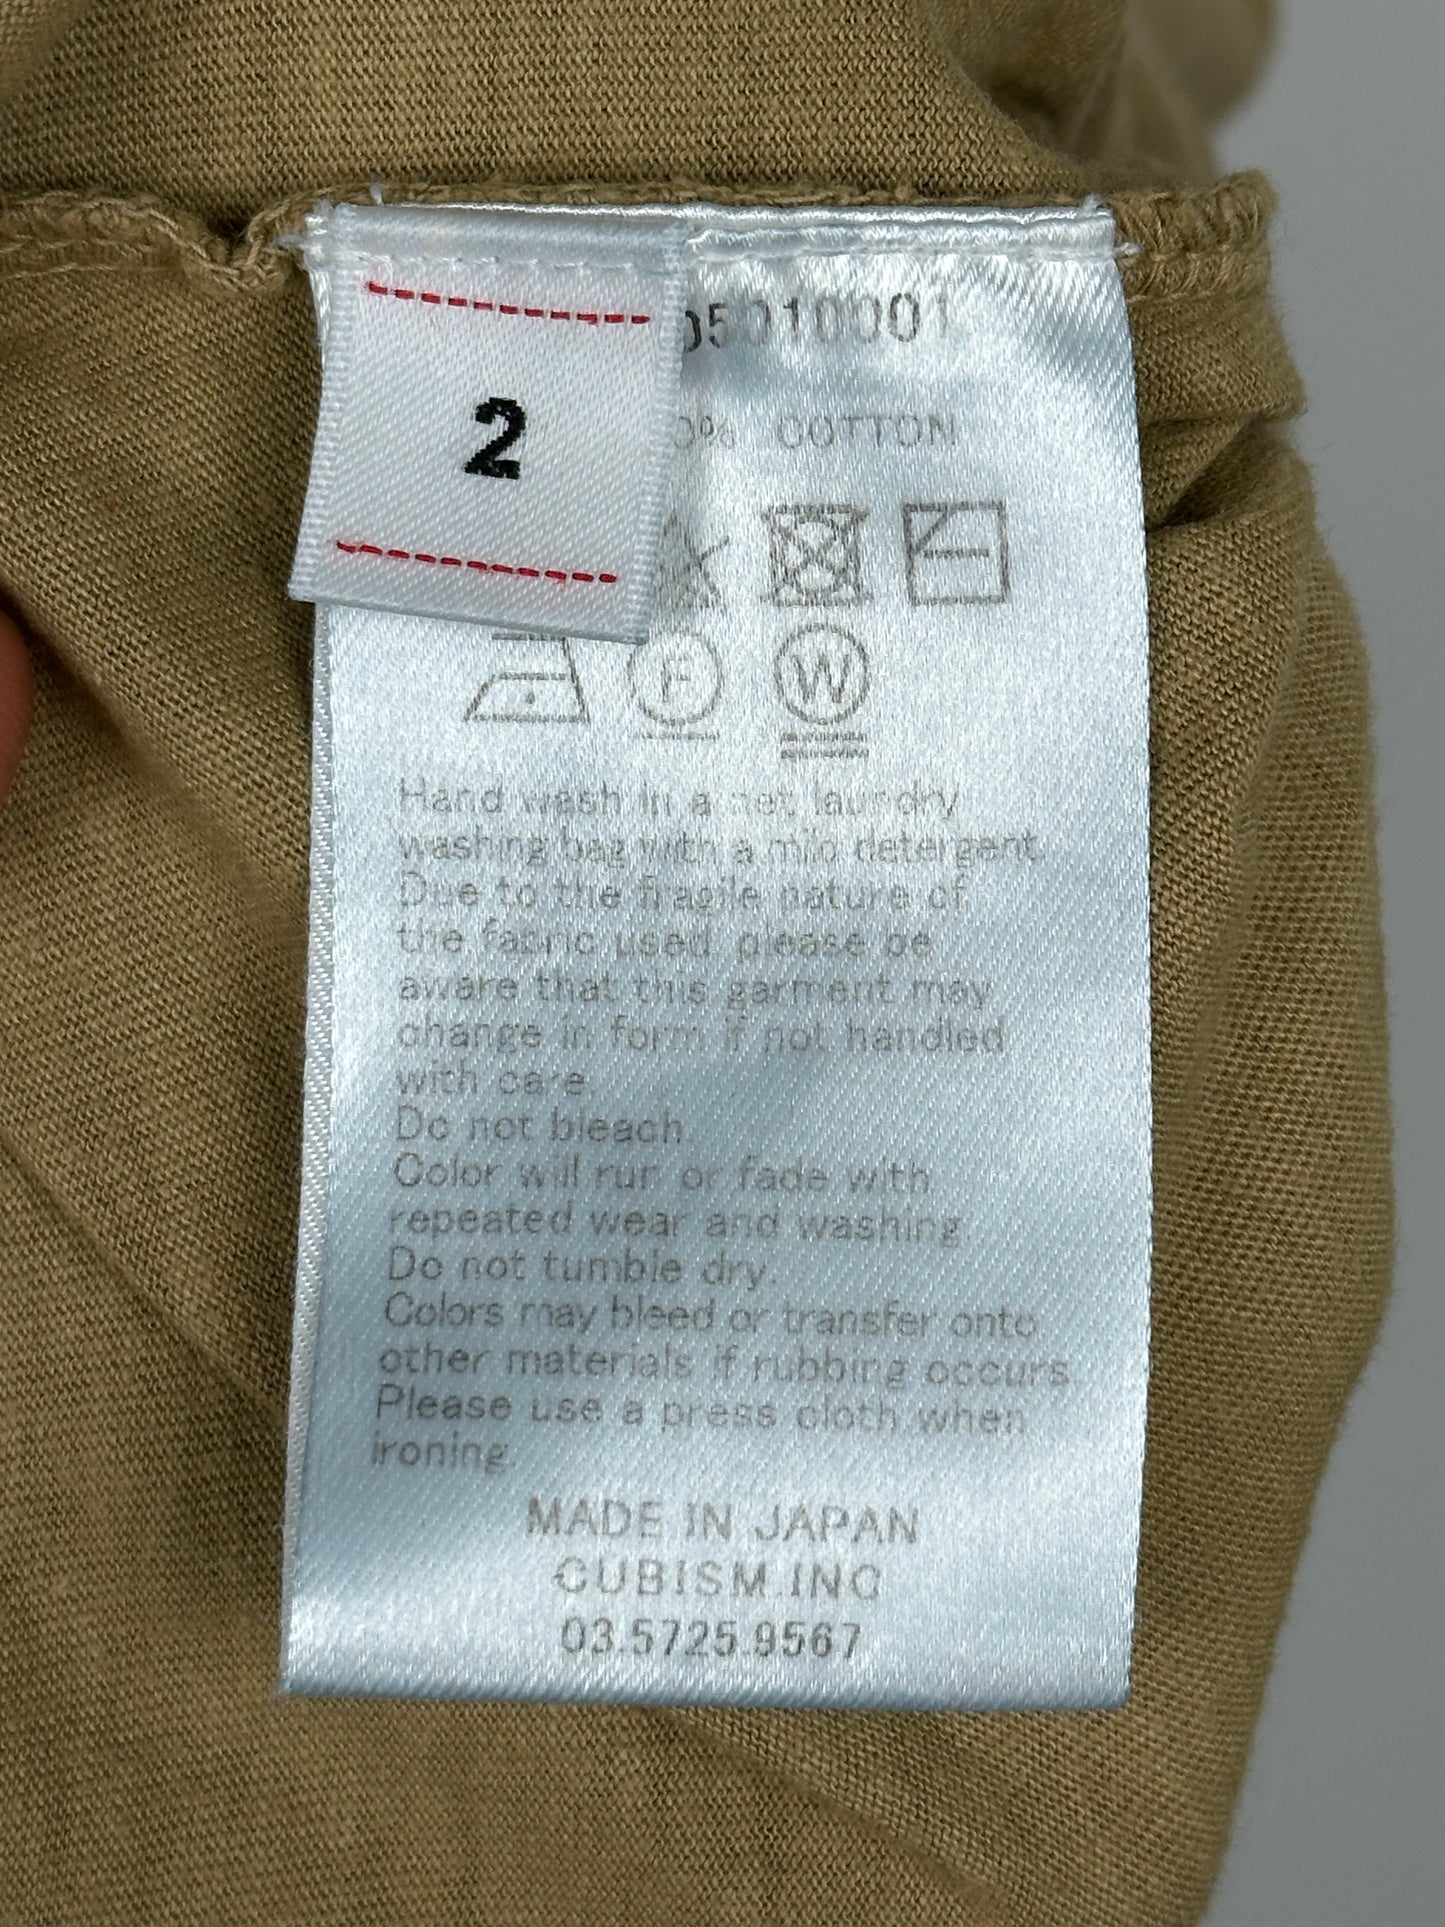 2
05010001
0% COTTON
F W
Hand wash in a net laundry
washing bag with a mild detergent.
Due to the fragile nature of
the fabric used, please be
aware that this garment may
change in form if not handled
with care.
Do not bleach.
Color will run or fade with
repeated wear and washing.
Do not tumble dry.
Colors may bleed or transfer onto
other materials if rubbing occurs.
Please use a press cloth when
ironing.
MADE IN JAPAN
CUBISM.INC
03.5725.9567